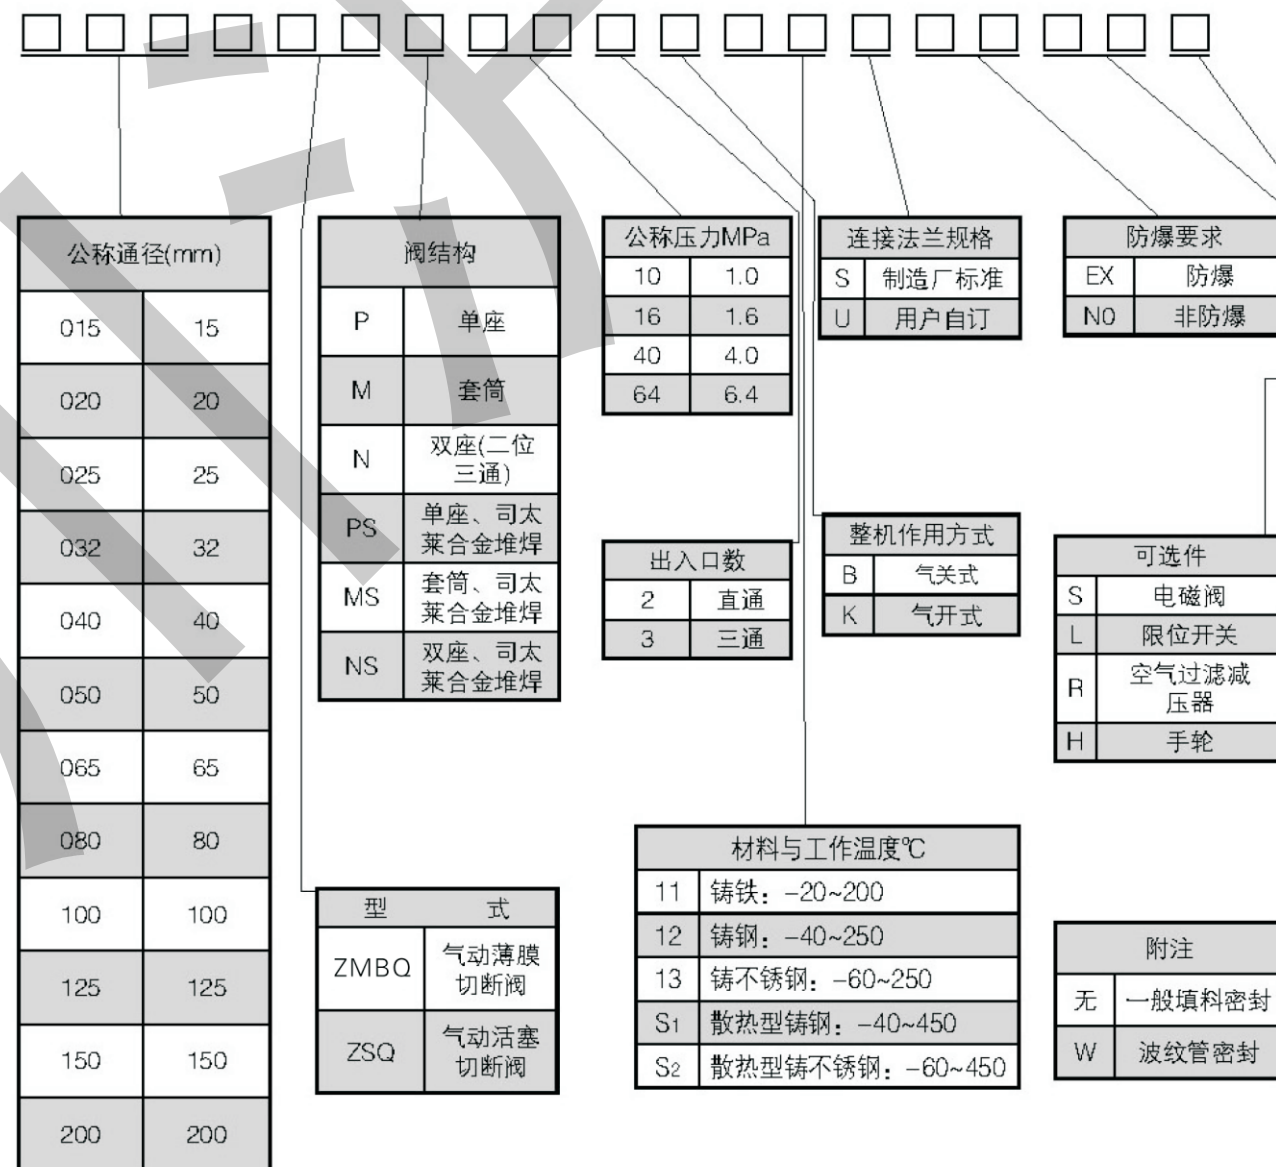 □□□□□□□□□□□□□□□□□□□
公称通径(mm)
015 15
020 20
025 25
032 32
040 40
050 50
065 65
080 80
100 100
125 125
150 150
200 200
阀结构
P 单座
M 套筒
N 双座(二位
三通)
PS 单座、司太
莱合金堆焊
MS 套筒、司太
莱合金堆焊
NS 双座、司太
莱合金堆焊
型 式
ZMBQ 气动薄膜
切断阀
ZSQ 气动活塞
切断阀
公称压力MPa
10 1.0
16 1.6
40 4.0
64 6.4
出入口数
2 直通
3 三通
材料与工作温度℃
11 铸铁：-20~200
12 铸钢：-40~250
13 铸不锈钢：-60~250
S1 散热型铸钢：-40~450
S2 散热型铸不锈钢：-60~450
连接法兰规格
S 制造厂标准
U 用户自订
整机作用方式
B 气关式
K 气开式
防爆要求
EX 防爆
N0 非防爆
可选件
S 电磁阀
L 限位开关
R 空气过滤减
压器
H 手轮
附注
无 一般填料密封
W 波纹管密封